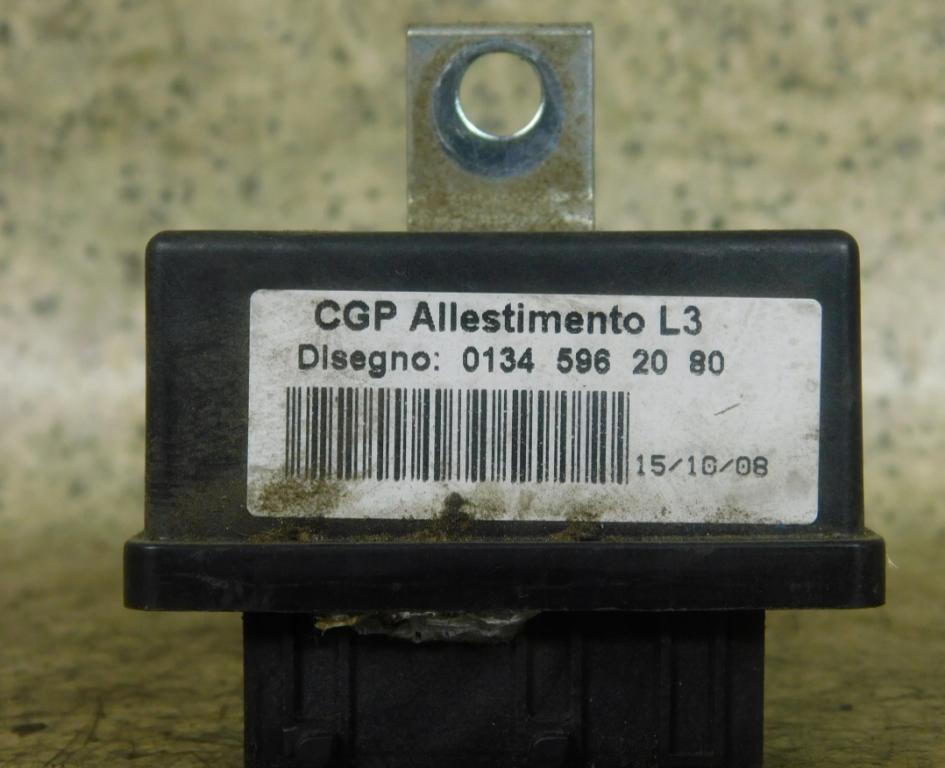 CGP Allestimento L3
Disegno: 0134 596 20 80
15/10/08